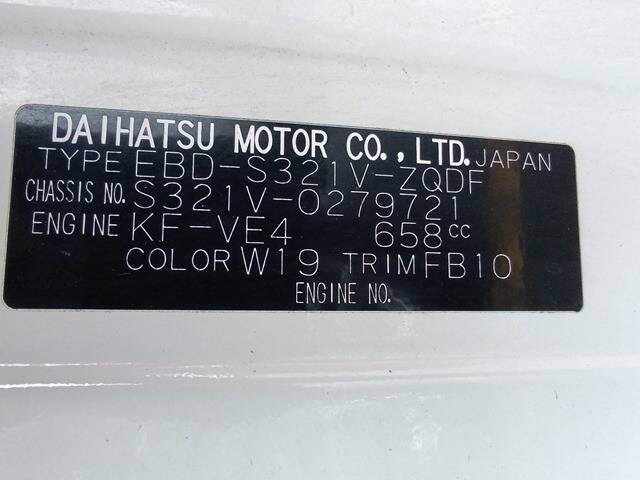 DAIHATSU MOTOR CO., LTD. JAPAN
TYPE EBD-S321V-ZQDF
CHASSIS NO. S321V-0279721
ENGINE KF-VE4 658cc
COLOR W19 TRIM FB10
ENGINE NO.